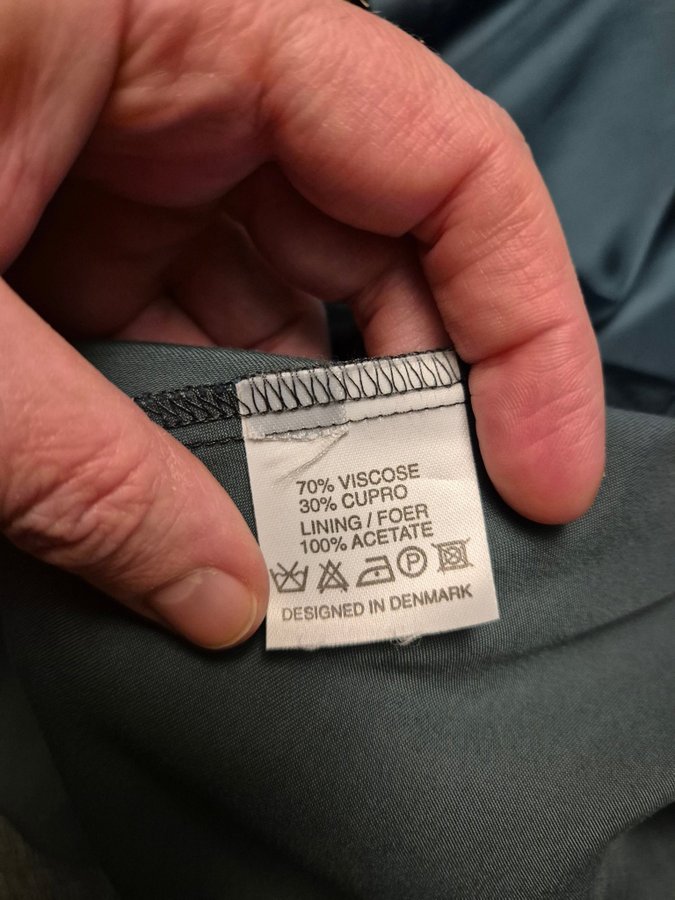 70% VISCOSE
30% CUPRO
LINING / FOER
100% ACETATE
P
DESIGNED IN DENMARK